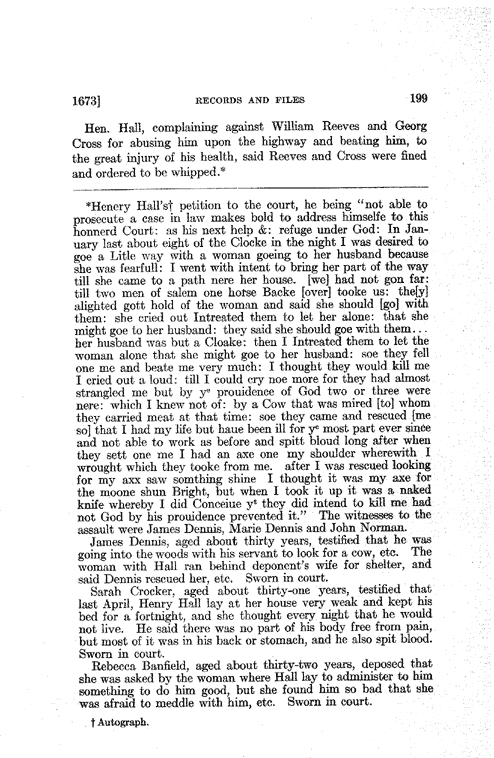 1673] RECORDS AND FILES 199
Hen. Hall, complaining against William Reeves and Georg
Cross for abusing him upon the highway and beating him, to
the great injury of his health, said Reeves and Cross were fined
and ordered to be whipped.*
*Henery Hall's† petition to the court, he being "not able to
prosecute a case in law makes bold to address himselfe to this
honnerd Court: as his next help &: refuge under God: In Jan-
uary last about eight of the Clocke in the night I was desired to
goe a Litle way with a woman goeing to her husband because
she was fearfull: I went with intent to bring her part of the way
till she came to a path nere her house. [we] had not gon far:
till two men of salem one horse Backe [over] tooke us: the[y]
alighted gott hold of the woman and said she should [go] with
them: she cried out Intreated them to let her alone: that she
might goe to her husband: they said she should goe with them...
her husband was but a Cloake: then I Intreated them to let the
woman alone that she might go to her husband: soe they fell
one me and beate me very much: I thought they would kill me
I cried out a loud: till I could cry noe more for they had almost
strangled me but by yᵉ prouidence of God two or three were
nere: which I knew not of: by a Cow that was mired [to] whom
they carried meat at that time: soe they came and rescued [me
so] that I had my life but haue been ill for yᵉ most part ever since
and not able to work as before and spitt bloud long after when
they sett one me I had an axe one my shoulder wherewith I
wrought which they tooke from me. after I was rescued looking
for my axx saw somthing shine I thought it was my axe for
the moone shun Bright, but when I took it up it was a naked
knife whereby I did Conceiue yᵗ they did intend to kill me had
not God by his prouidence prevented it." The witnesses to the
assault were James Dennis, Marie Dennis and John Norman.
James Dennis, aged about thirty years, testified that he was
going into the woods with his servant to look for a cow, etc. The
woman with Hall ran behind deponent's wife for shelter, and
said Dennis rescued her, etc. Sworn in court.
Sarah Crocker, aged about thirty-one years, testified that
last April, Henry Hall lay at her house very weak and kept his
bed for a fortnight, and she thought every night that he would
not live. He said there was no part of his body free from pain,
but most of it was in his back or stomach, and he also spit blood.
Sworn in court.
Rebecca Banfield, aged about thirty-two years, deposed that
she was asked by the woman where Hall lay to administer to him
something to do him good, but she found him so bad that she
was afraid to meddle with him, etc. Sworn in court.
† Autograph.